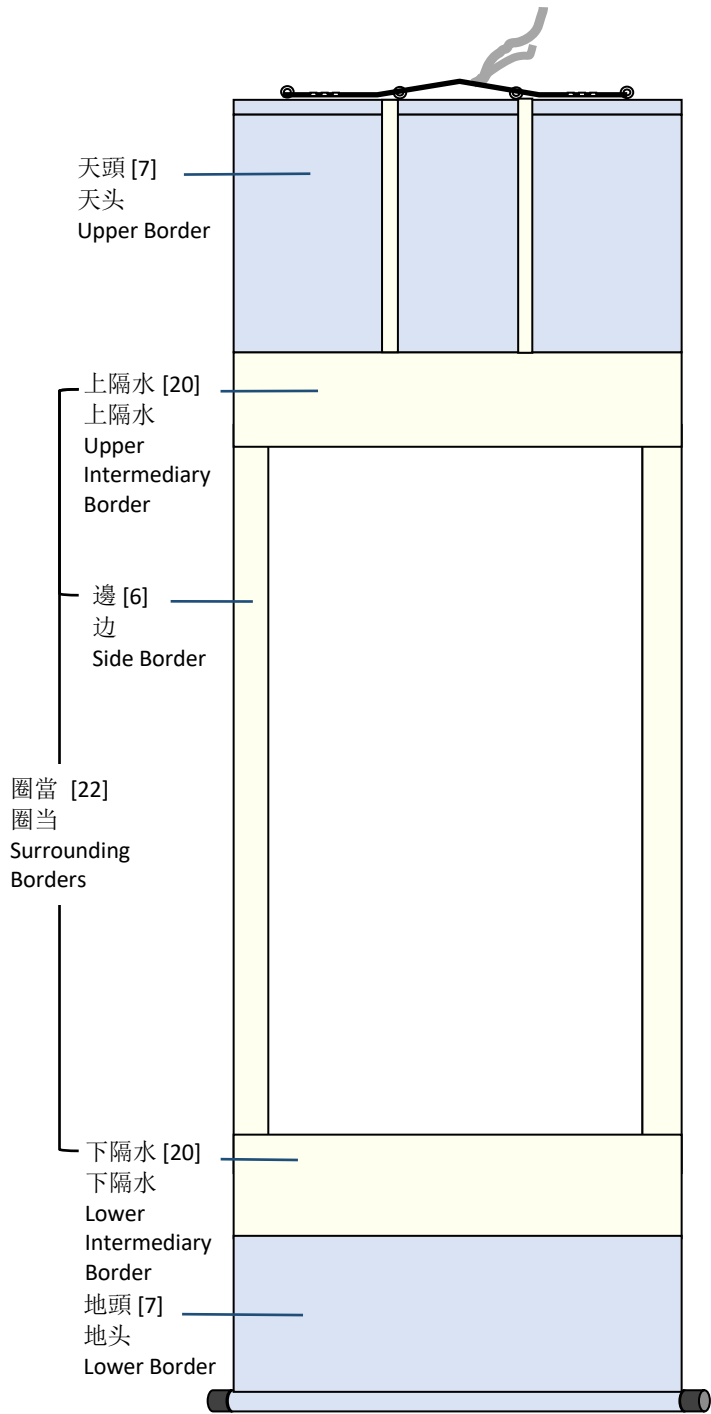 天頭 [7]
天头
Upper Border
上隔水 [20]
上隔水
Upper
Intermediary
Border
邊 [6]
边
Side Border
圈當 [22]
圈当
Surrounding
Borders
下隔水 [20]
下隔水
Lower
Intermediary
Border
地頭 [7]
地头
Lower Border